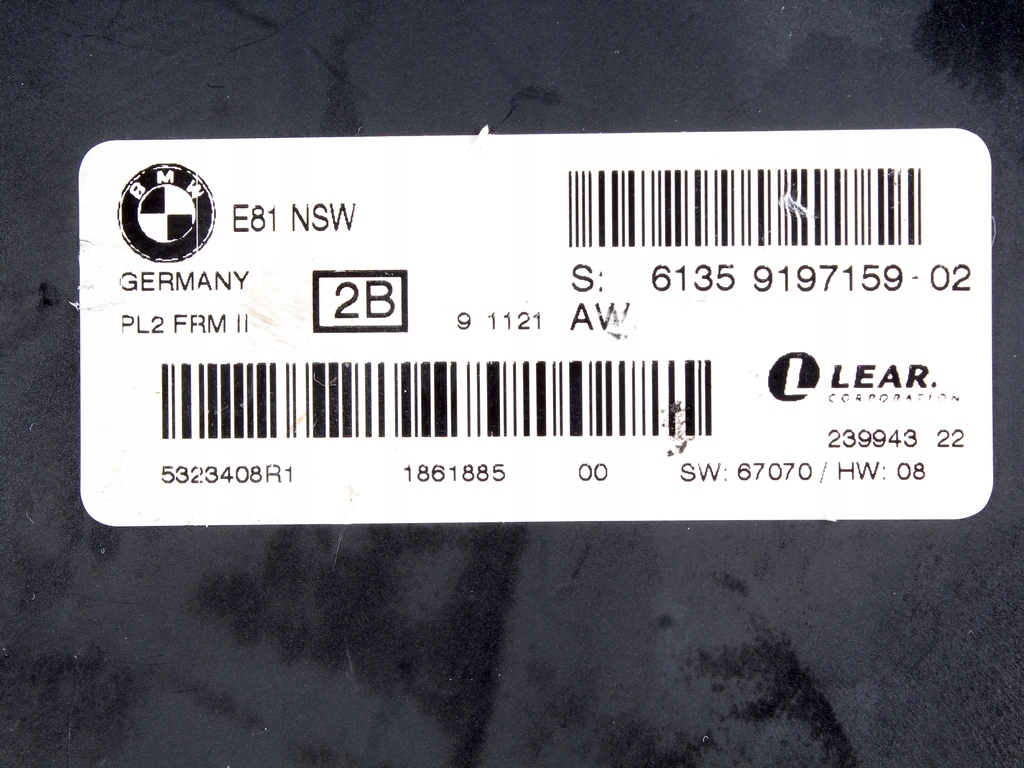 BMW
E81 NSW
GERMANY
PL2 FRM II
2B
9 1121
S: 6135 9197159-02
AW
LEAR.
CORPORATION
239943 22
5323408R1 1861885 00 SW: 67070 / HW: 08